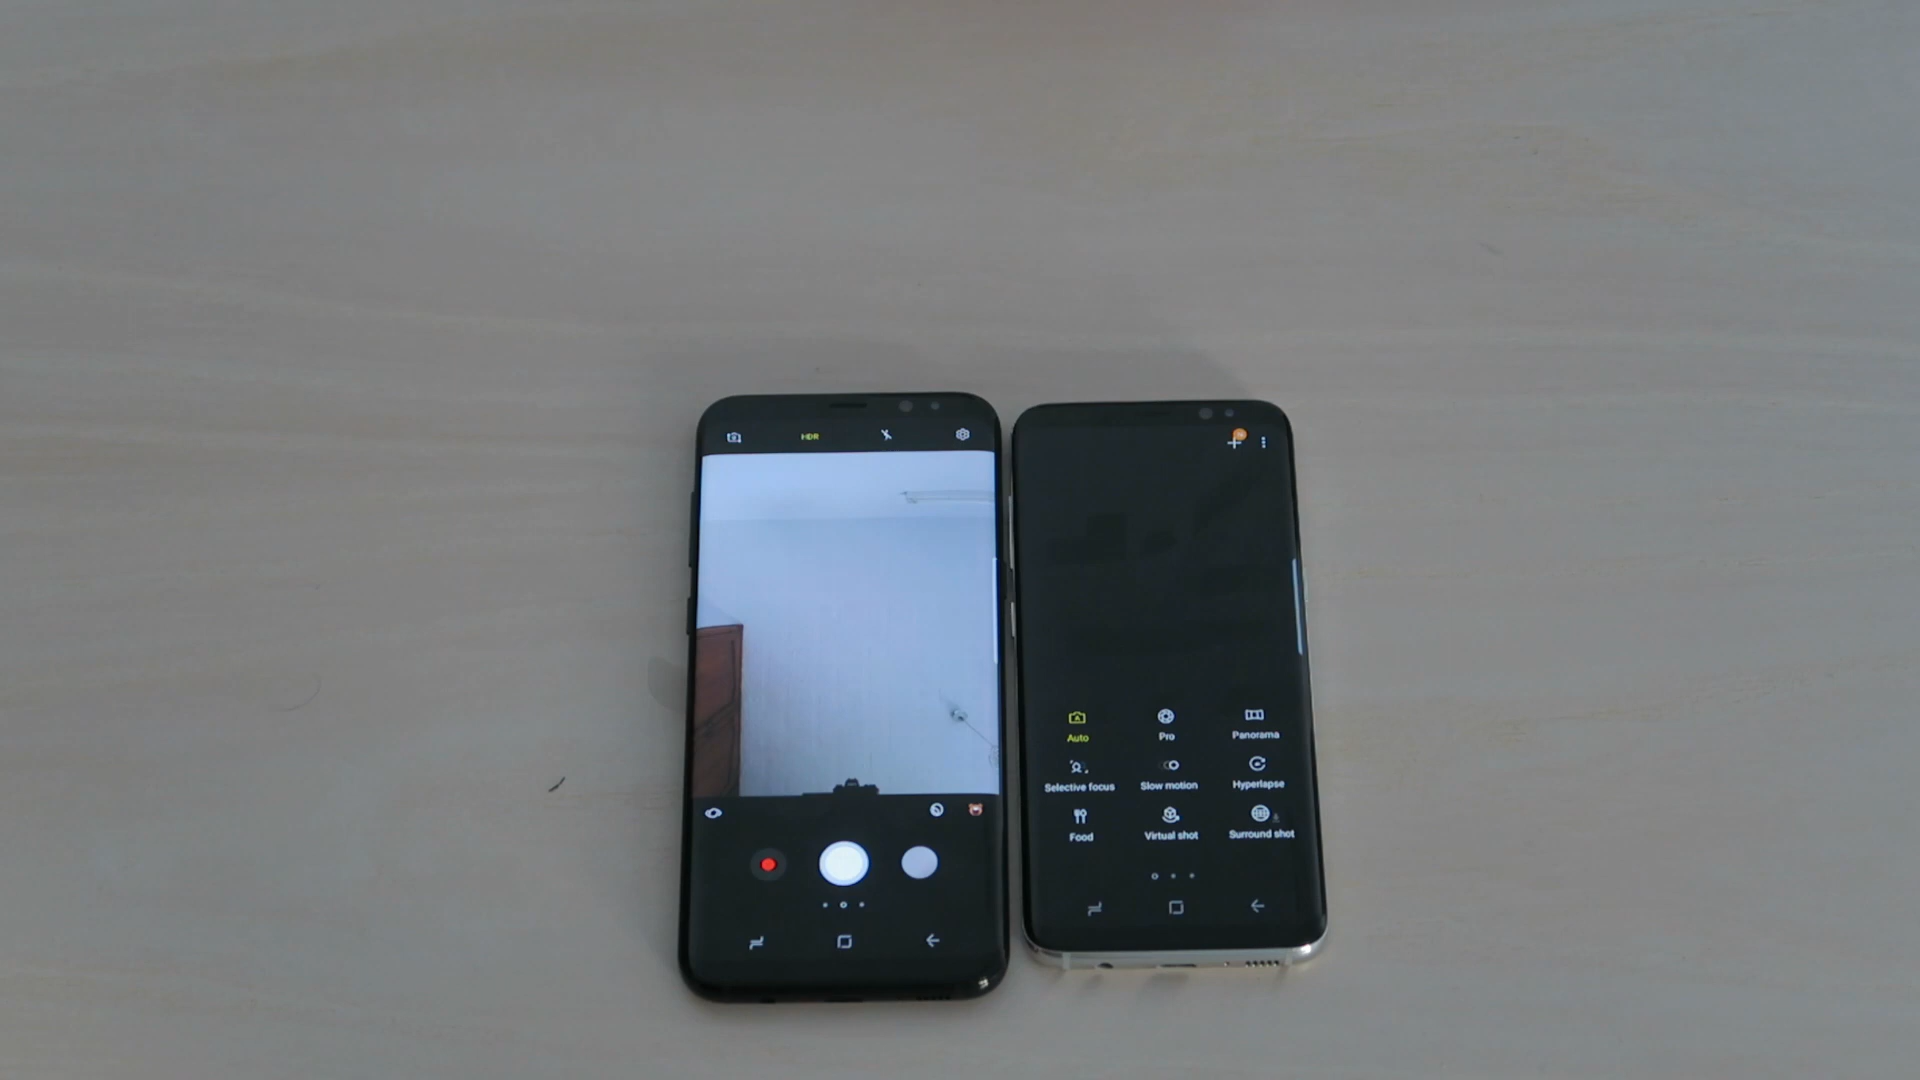 HDR
Auto
Pro
Panorama
Selective focus
Slow motion
Hyperlapse
Food
Virtual shot
Surround shot